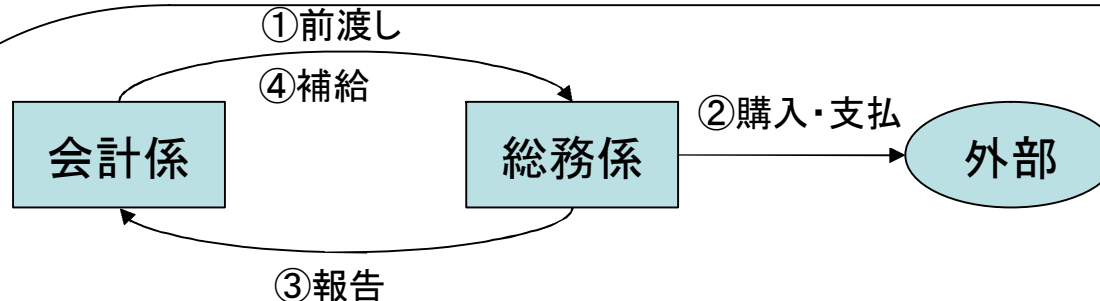 ①前渡し
④補給
会計係
総務係
②購入・支払
外部
③報告